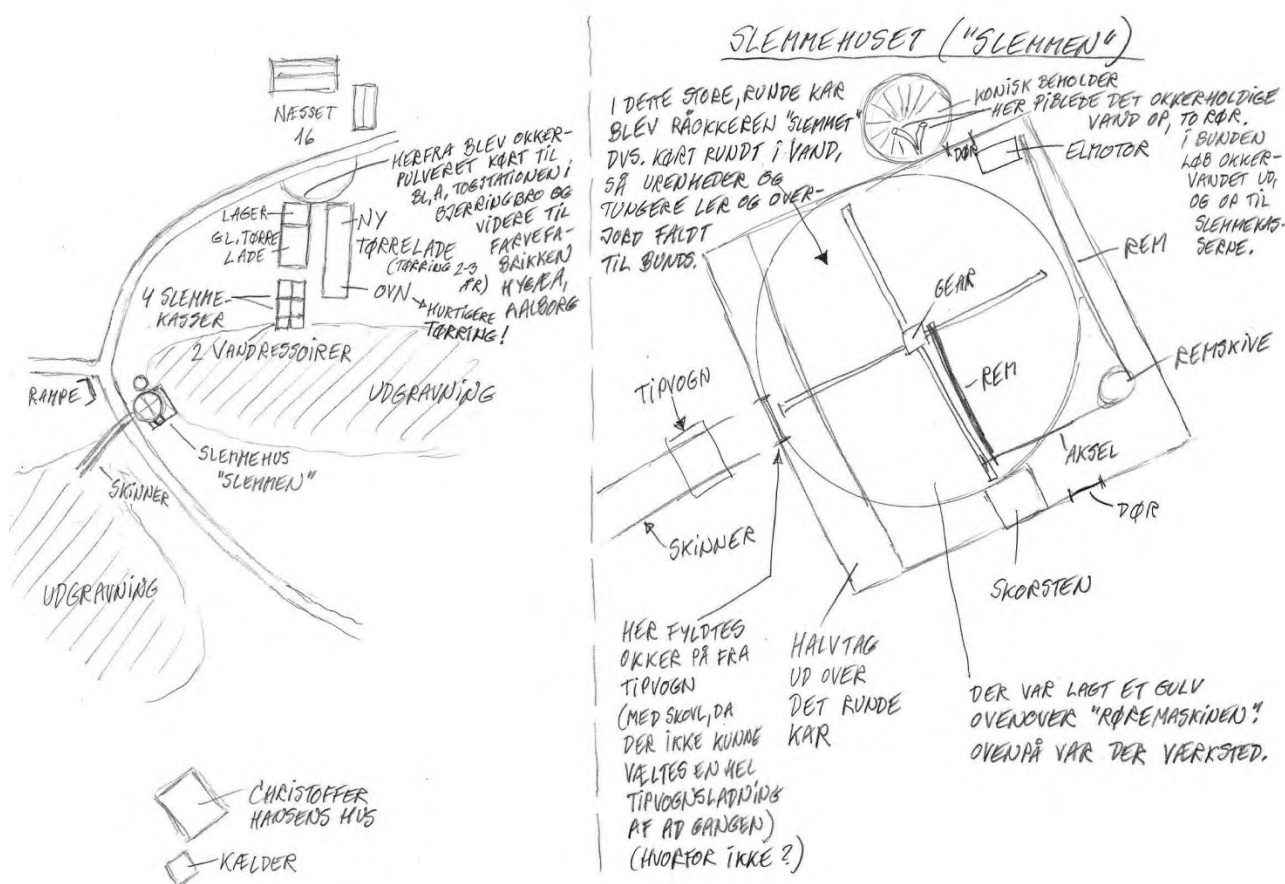 NÆSSET
16
HERFRA BLEV OKKER-
PULVERET KØRT TIL
BL.A. TOGSTATIONEN I
BJERRINGBRO OG
VIDERE TIL
FARVEFA-
BRIKKEN
HYGÆA,
AALBORG
LAGER
GL. TØRRE
LADE
NY
TØRRELADE
(TØRRING 2-3
ÅR)
OVN
HURTIGERE
TØRRING!
4 SLEMME-
KASSER
2 VANDRESSOIRER
UDGRAVNING
RAMPE
SLEMMEHUS
"SLEMMEN"
SKINNER
UDGRAVNING
CHRISTOFFER
HANSENS HUS
KÆLDER
SLEMMEHUSET ("SLEMMEN")
I DETTE STORE, RUNDE KAR
BLEV RÅOKKEREN "SLEMMET"
DVS. KØRT RUNDT I VAND,
SÅ URENHEDER OG
TUNGERE LER OG OVER-
JORD FALDT
TIL BUNDS.
KONISK BEHOLDER
HER PIBLEDE DET OKKERHOLDIGE
VAND OP, TO RØR.
I BUNDEN
LØB OKKER-
VANDET UD,
OG OP TIL
SLEMMEKAS-
SERNE.
DØR
ELMOTOR
REM
GEAR
REMSKIVE
REM
TIPVOGN
AKSEL
DØR
SKINNER
SKORSTEN
HER FYLDTES
OKKER PÅ FRA
TIPVOGN
(MED SKOVL, DA
DER IKKE KUNDE
VÆLTES EN HEL
TIPVOGNSLADNING
AF AD GANGEN)
(HVORFOR IKKE?)
HALVTAG
UD OVER
DET RUNDE
KAR
DER VAR LAGT ET GULV
OVENOVER "RØREMASKINEN".
OVENPÅ VAR DER VÆRKSTED.